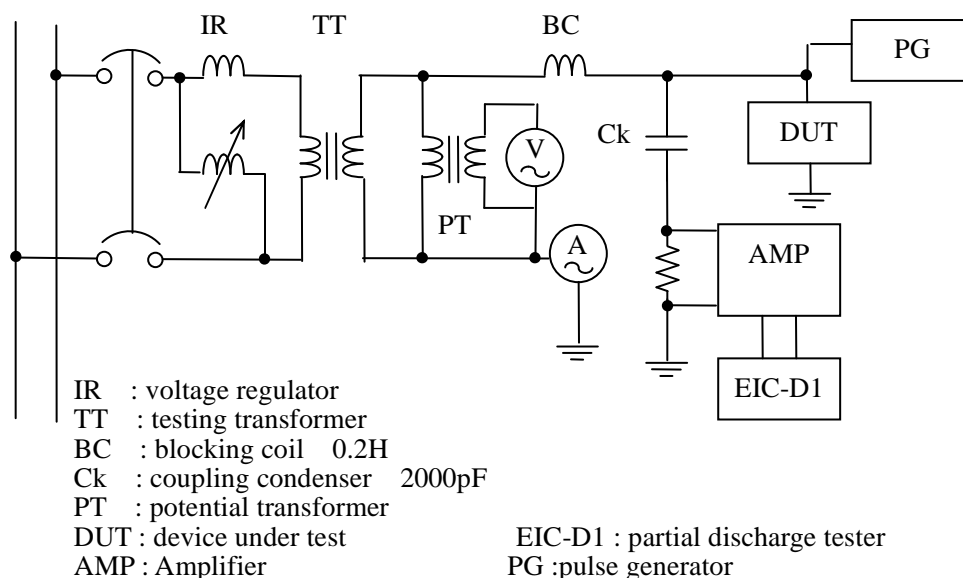 IR TT BC
PG
Ck DUT
V
PT
A AMP
EIC-D1
IR : voltage regulator
TT : testing transformer
BC : blocking coil 0.2H
Ck : coupling condenser 2000pF
PT : potential transformer
DUT : device under test EIC-D1 : partial discharge tester
AMP : Amplifier PG :pulse generator